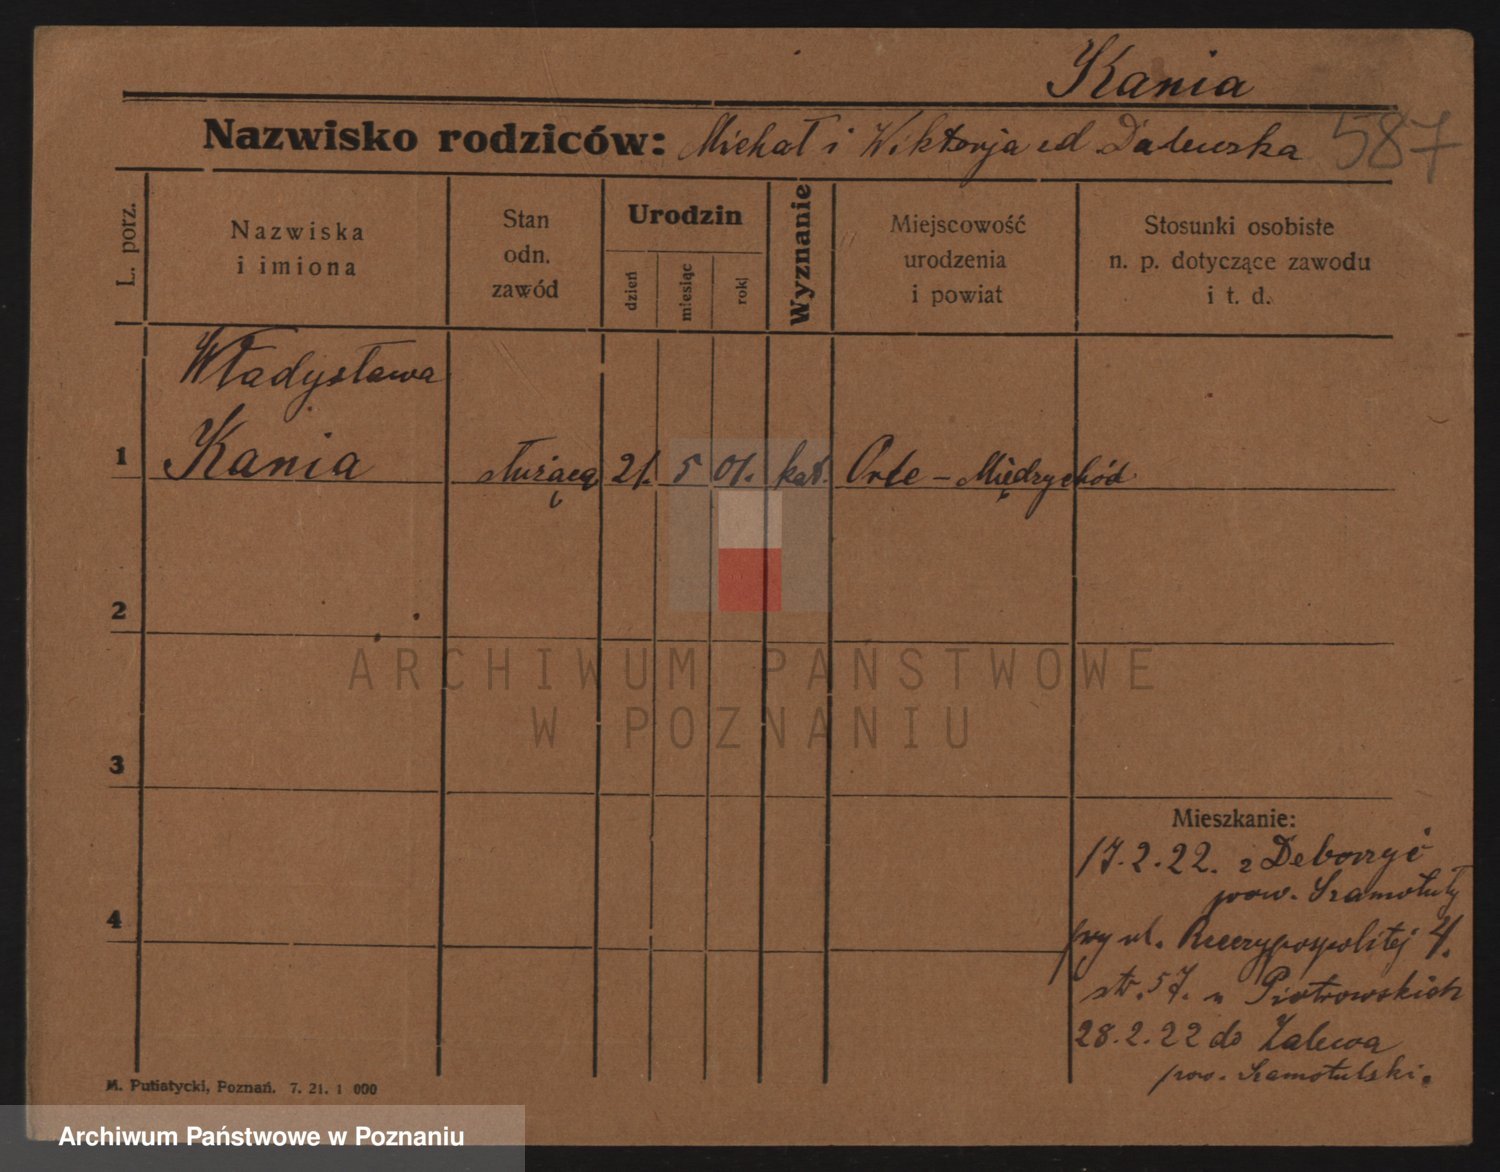 Kania
Nazwisko rodziców: Michał i Wiktorja ed Dalewska 587
L. porz.
Nazwiska
i imiona
Stan
odn.
zawód
Urodzin
dzień
miesiąc
rok
Wyznanie
Miejscowość
urodzenia
i powiat
Stosunki osobiste
n. p. dotyczące zawodu
i t. d.
Władysława
1 Kania służąca 21. 5 01. kat. Orle - Międzychód
2
3
4
Mieszkanie:
17.2.22. z
pow. Szamotuły
przy ul. Rzeczypospolitej 4.
str. 57. u Piotrowskich
28.2.22 do Zalewa
pow. Szamotulski.
M. Putiatycki, Poznań. 7. 21. 1 000
ARCHIWUM PAŃSTWOWE
W POZNANIU
Archiwum Państwowe w Poznaniu